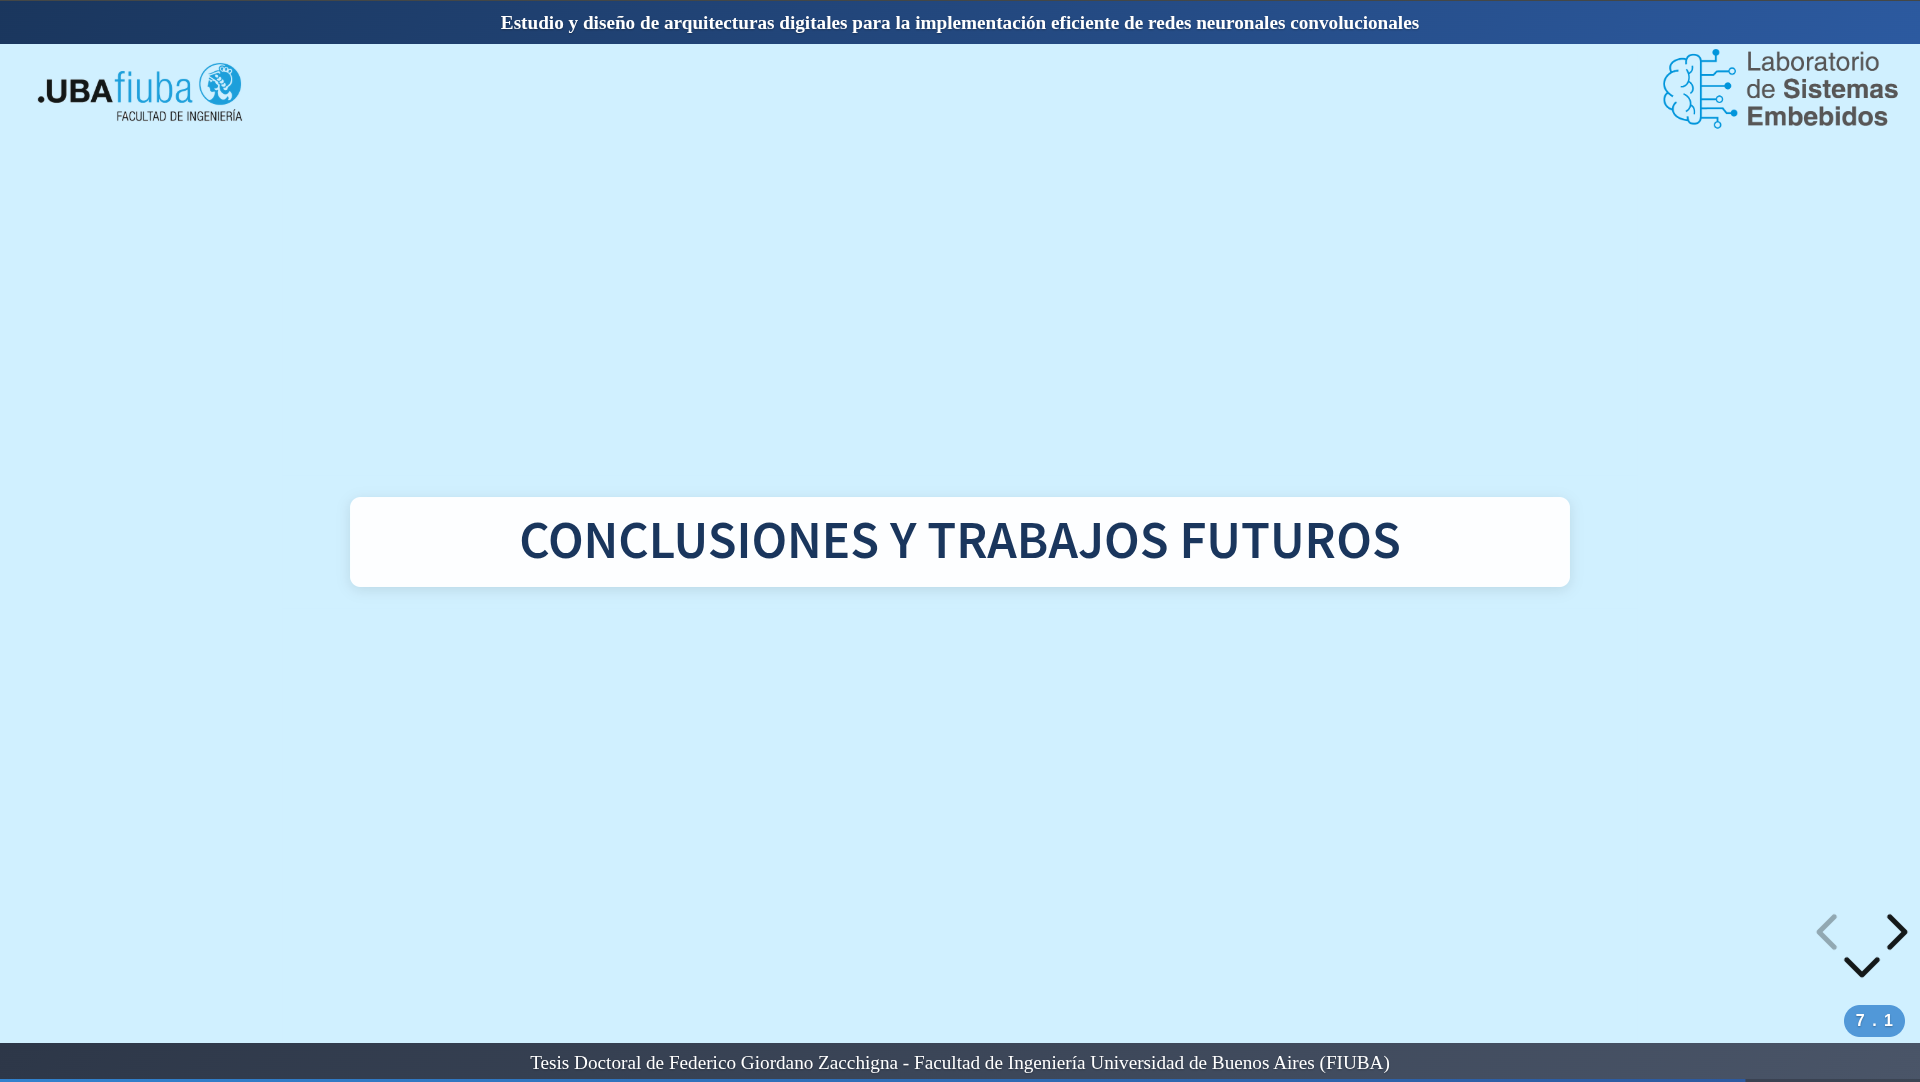 Estudio y diseño de arquitecturas digitales para la implementación eficiente de redes neuronales convolucionales
.UBAfiuba
FACULTAD DE INGENIERÍA
Laboratorio
de Sistemas
Embebidos
CONCLUSIONES Y TRABAJOS FUTUROS
7 . 1
Tesis Doctoral de Federico Giordano Zacchigna - Facultad de Ingeniería Universidad de Buenos Aires (FIUBA)